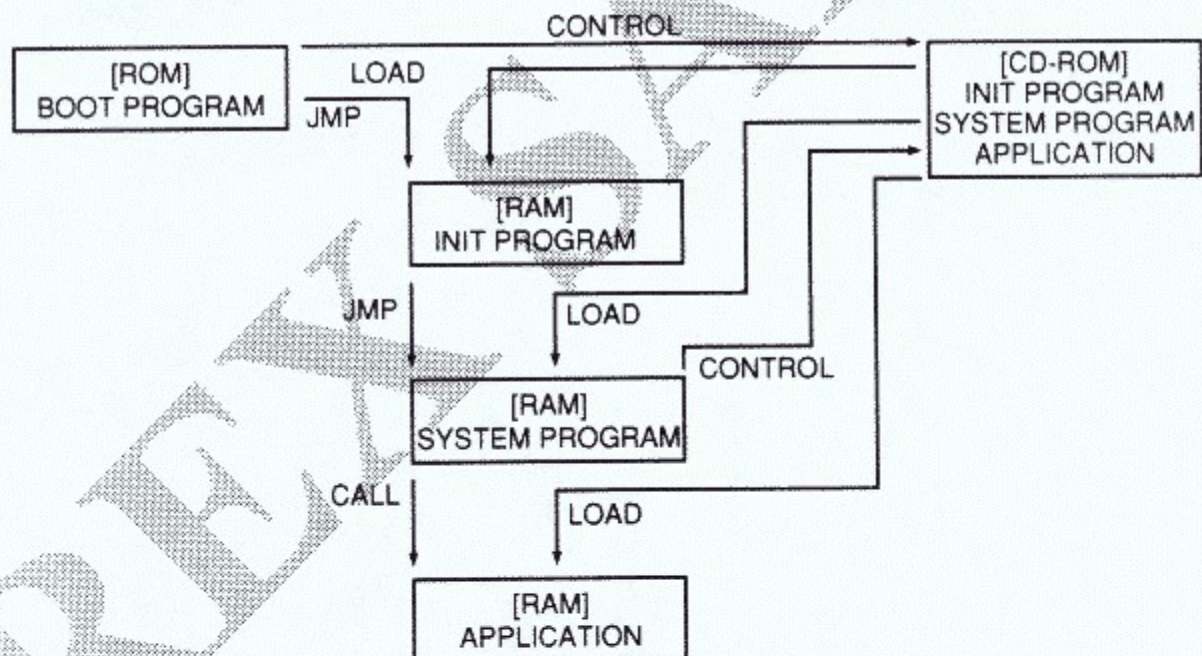 CONTROL
[ROM]
BOOT PROGRAM
LOAD
JMP
[CD-ROM]
INIT PROGRAM
SYSTEM PROGRAM
APPLICATION
[RAM]
INIT PROGRAM
JMP
LOAD
CONTROL
[RAM]
SYSTEM PROGRAM
CALL
LOAD
[RAM]
APPLICATION